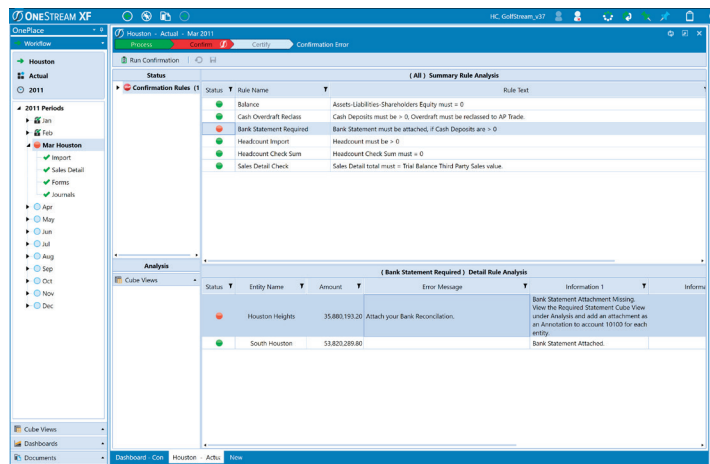 ONESTREAM XF
HC, GolfStream_v37
OnePlace
Workflow
Houston
Actual
2011
2011 Periods
Jan
Feb
Mar Houston
Import
Sales Detail
Forms
Journals
Apr
May
Jun
Jul
Aug
Sep
Oct
Nov
Dec
Cube Views
Dashboards
Documents
Houston - Actual - Mar 2011
Process
Confirm
Certify
Confirmation Error
Run Confirmation
Status
Confirmation Rules (1
( All ) Summary Rule Analysis
Status Rule Name Rule Text
Balance Assets-Liabilities-Shareholders Equity must = 0
Cash Overdraft Reclass Cash Deposits must be > 0, Overdraft must be reclassed to AP Trade.
Bank Statement Required Bank Statement must be attached, if Cash Deposits are > 0
Headcount Import Headcount must be > 0
Headcount Check Sum Headcount Check Sum must = 0
Sales Detail Check Sales Detail total must = Trial Balance Third Party Sales value.
Analysis
Cube Views
( Bank Statement Required ) Detail Rule Analysis
Status Entity Name Amount Error Message Information 1 Informa
Houston Heights 35,880,193.20 Attach your Bank Reconcilation.
Bank Statement Attachment Missing.
View the Required Statement Cube View
under Analysis and add an attachment as
an Annotation to account 10100 for each
entity.
South Houston 53,820,289.80 Bank Statement Attached.
Dashboard - Con Houston - Actu: New